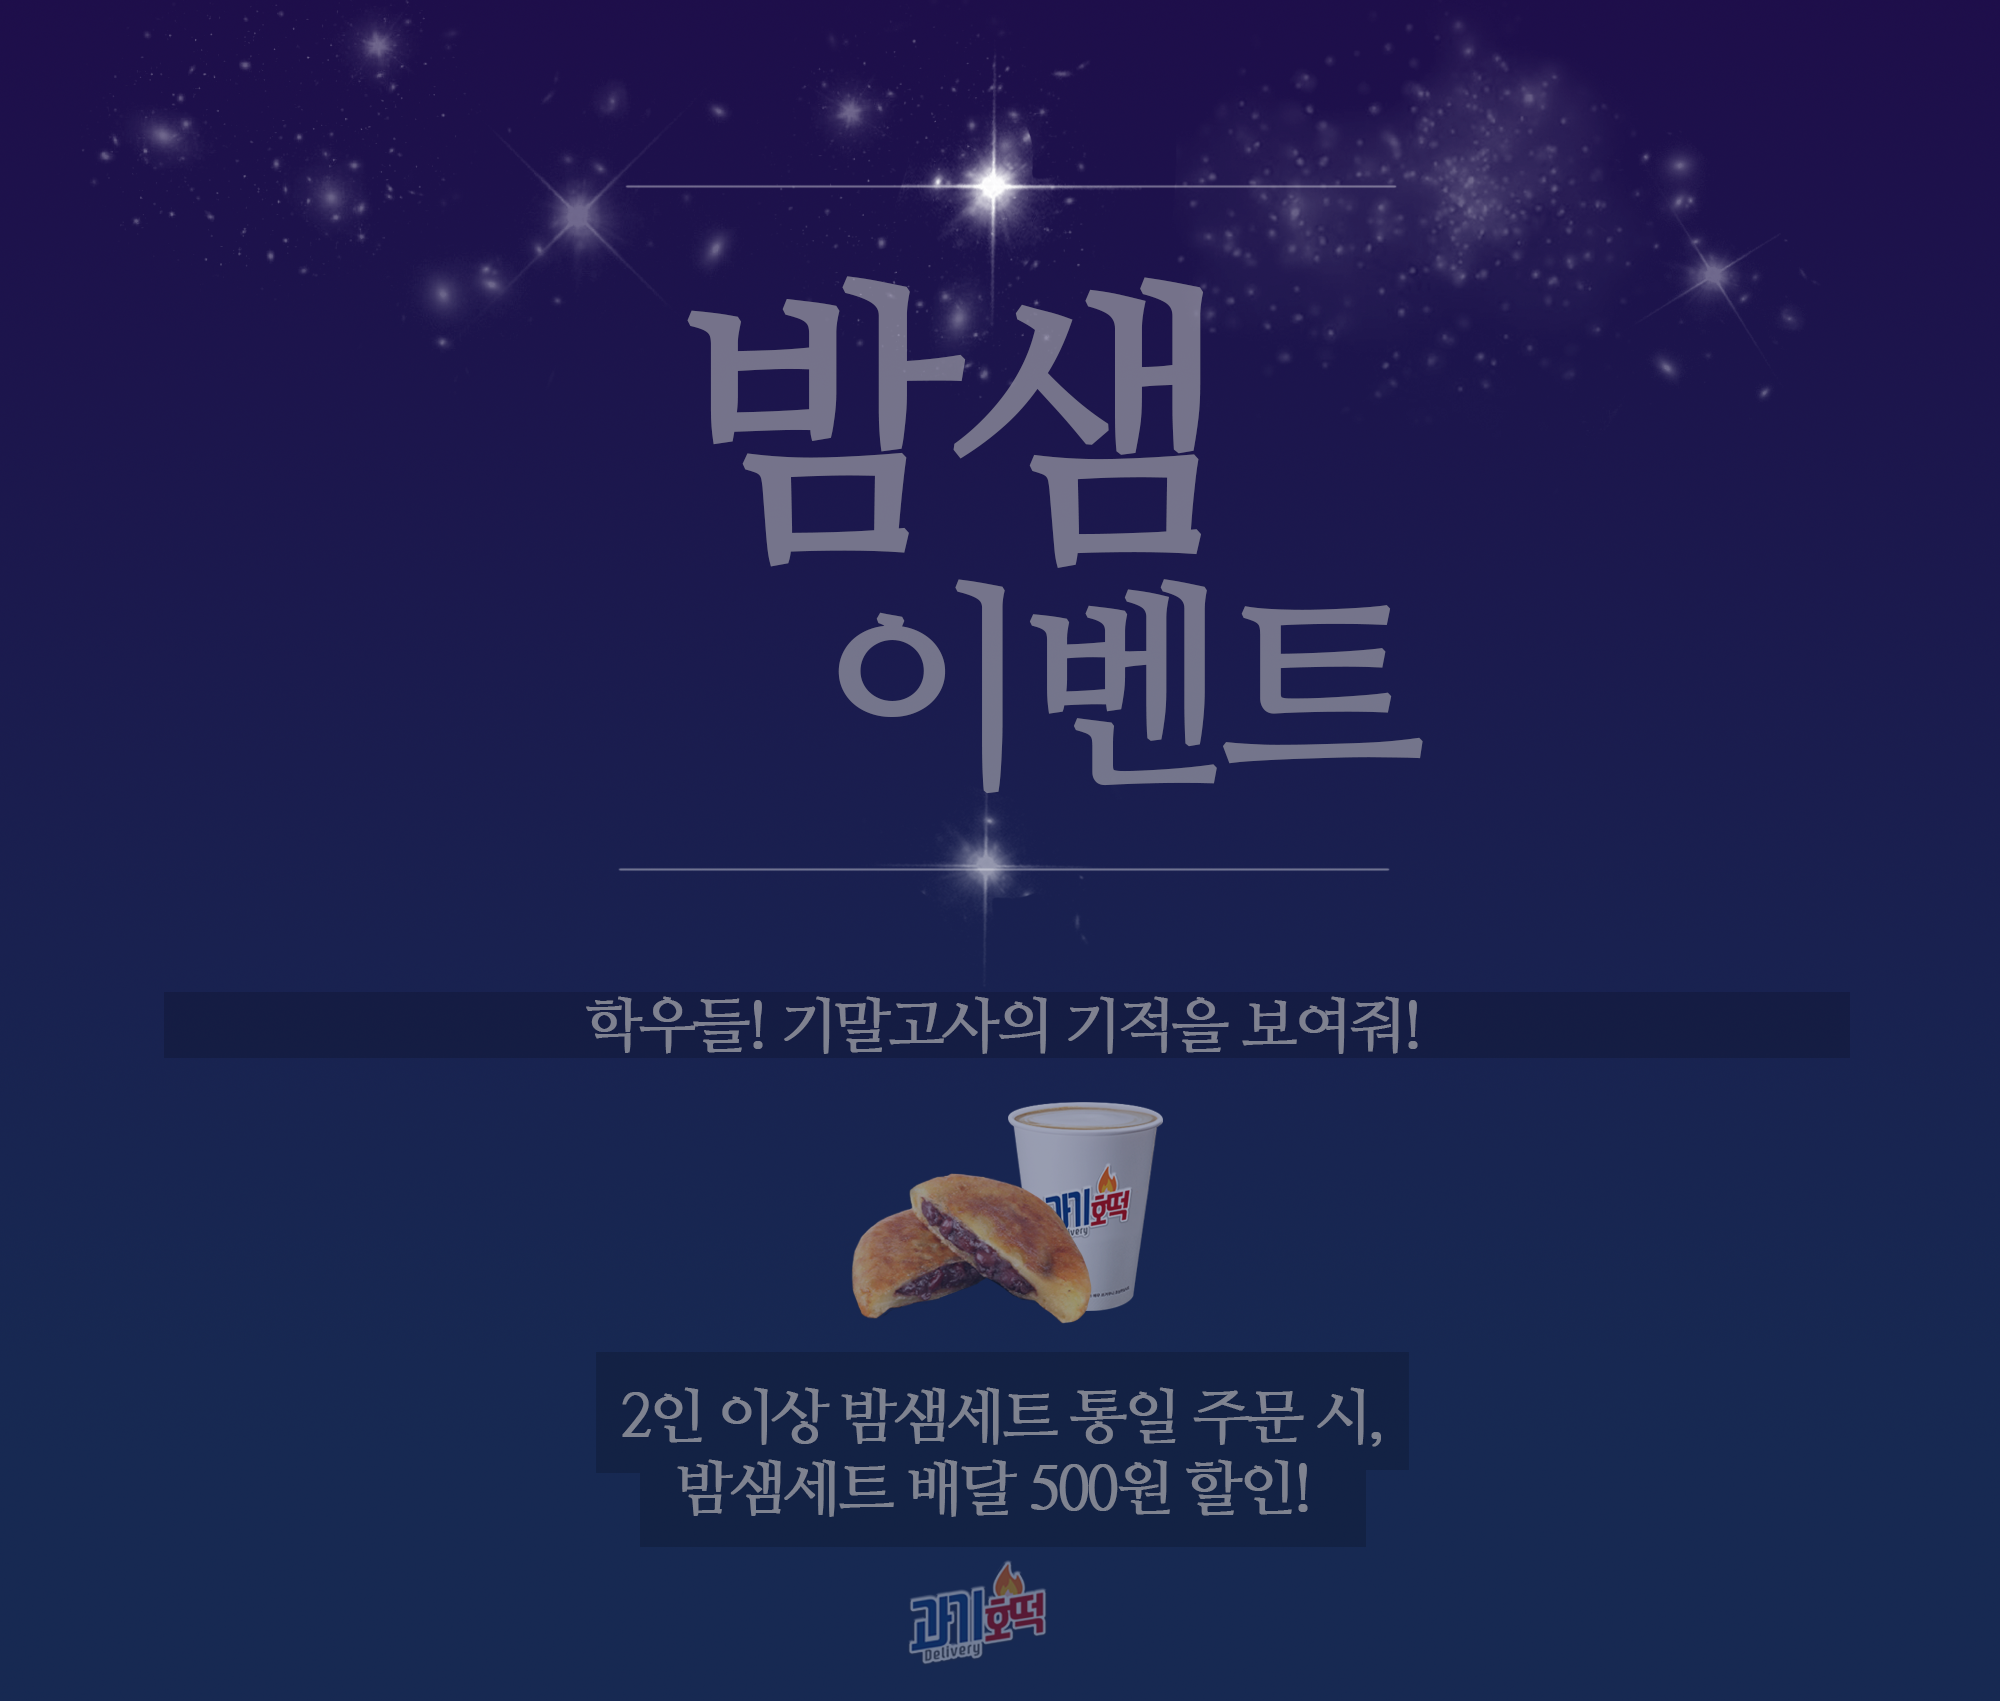 밤샘
이벤트
학우들! 기말고사의 기적을 보여줘!
호떡
2인 이상 밤샘세트 통일 주문 시,
밤샘세트 배달 500원 할인!
과기호떡
Delivery